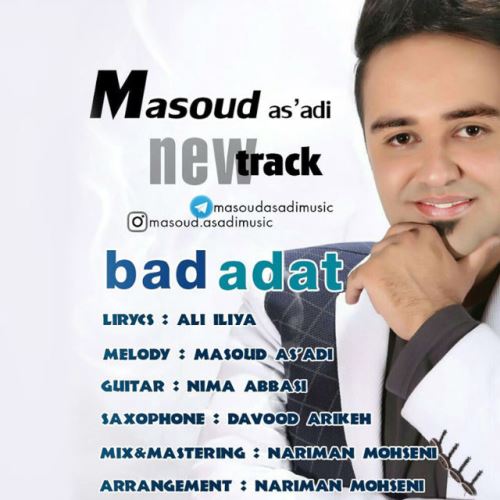 Masoud as'adi
new track
masoudasadimusic
masoud.asadimusic
bad adat
LIRYCS : ALI ILIYA
MELODY : MASOUD AS'ADI
GUITAR : NIMA ABBASI
SAXOPHONE : DAVOOD ARIKEH
MIX&MASTERING : NARIMAN MOHSENI
ARRANGEMENT : NARIMAN MOHSENI